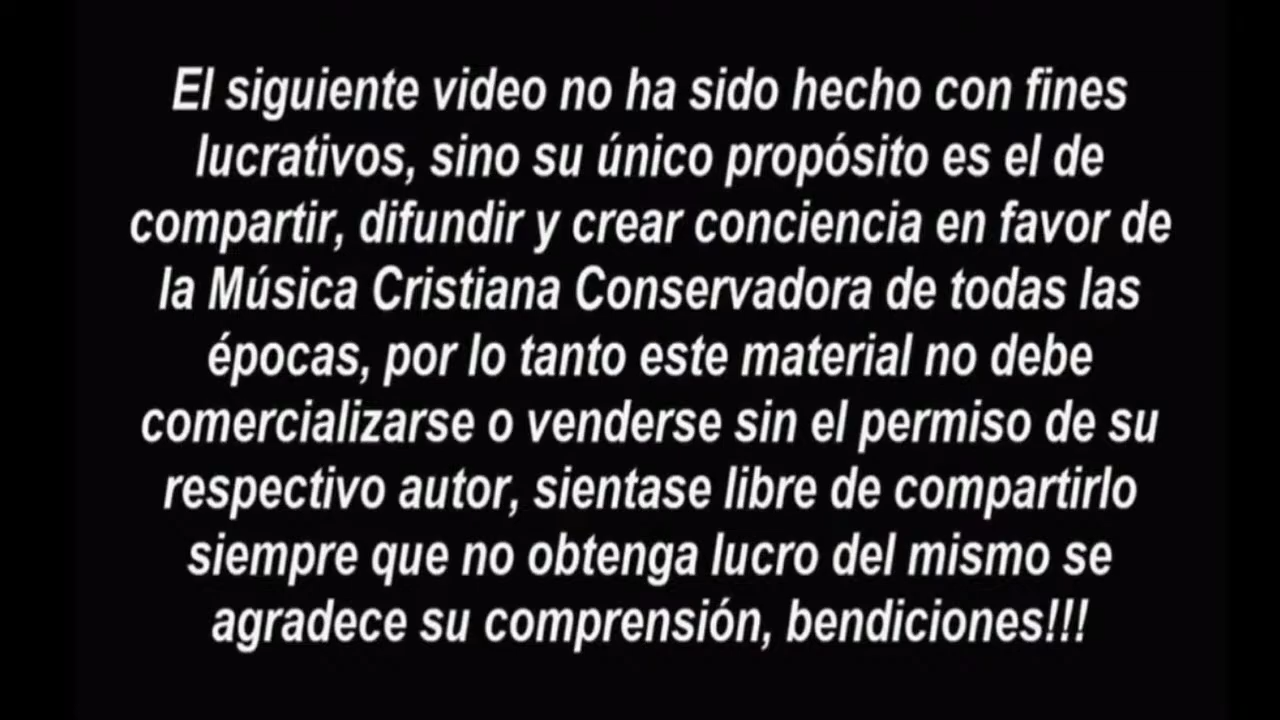 El siguiente video no ha sido hecho con fines
lucrativos, sino su único propósito es el de
compartir, difundir y crear conciencia en favor de
la Música Cristiana Conservadora de todas las
épocas, por lo tanto este material no debe
comercializarse o venderse sin el permiso de su
respectivo autor, sientase libre de compartirlo
siempre que no obtenga lucro del mismo se
agradece su comprensión, bendiciones!!!